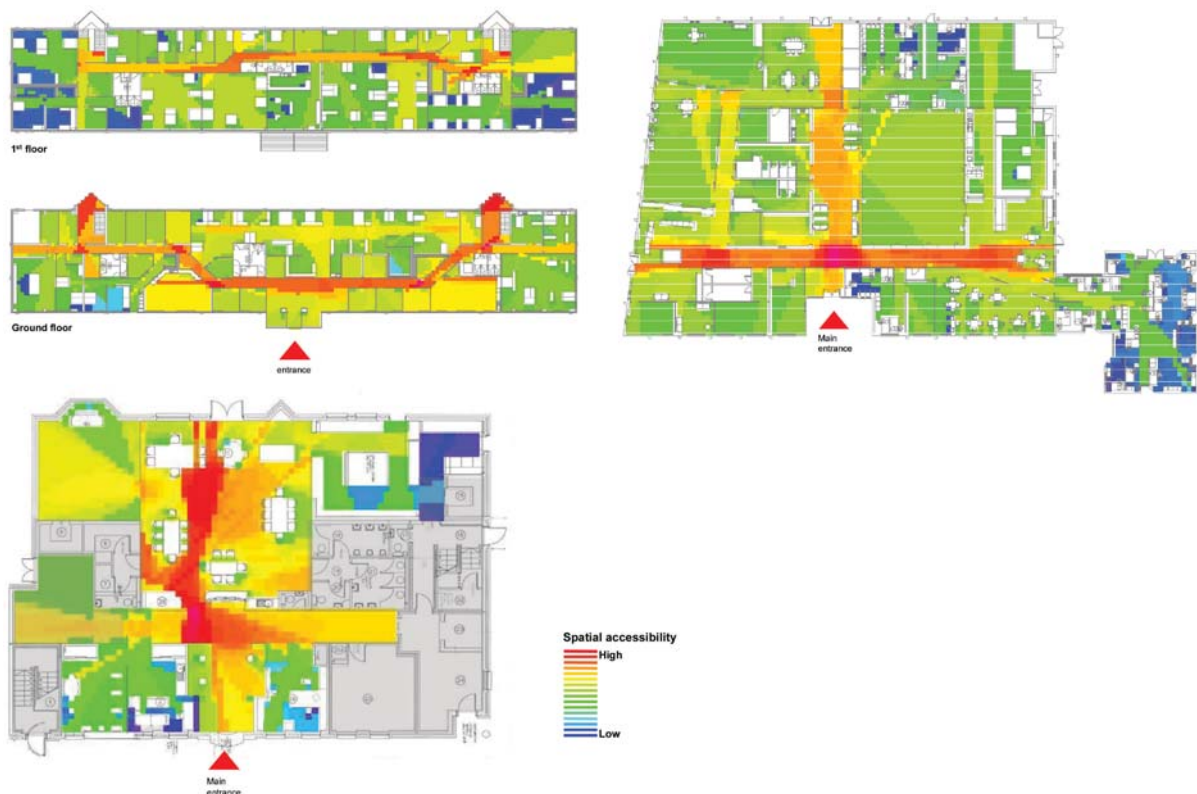 1st floor
Ground floor
entrance
Main
entrance
Main
entrance
Spatial accessibility
High
Low